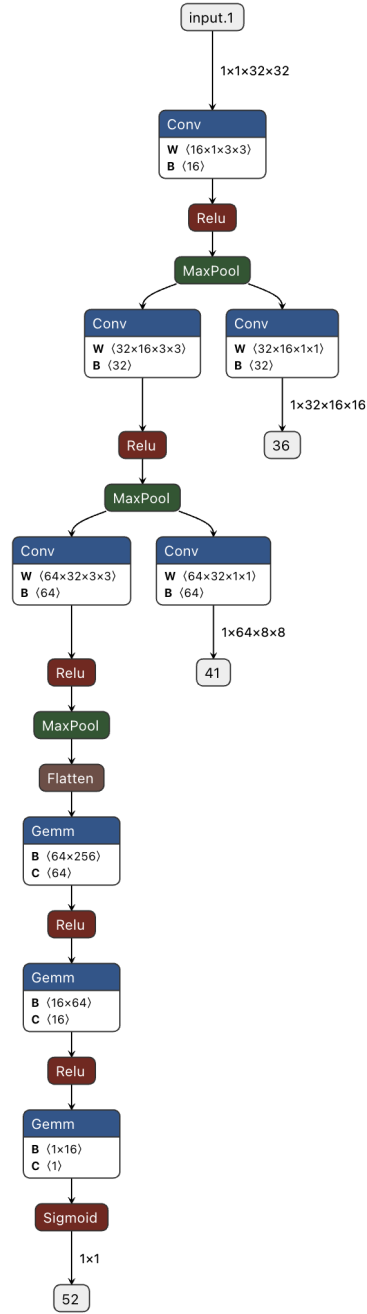 input.1
1×1×32×32
Conv
W ⟨16×1×3×3⟩
B ⟨16⟩
Relu
MaxPool
Conv
W ⟨32×16×3×3⟩
B ⟨32⟩
Conv
W ⟨32×16×1×1⟩
B ⟨32⟩
1×32×16×16
Relu
36
MaxPool
Conv
W ⟨64×32×3×3⟩
B ⟨64⟩
Conv
W ⟨64×32×1×1⟩
B ⟨64⟩
1×64×8×8
Relu
41
MaxPool
Flatten
Gemm
B ⟨64×256⟩
C ⟨64⟩
Relu
Gemm
B ⟨16×64⟩
C ⟨16⟩
Relu
Gemm
B ⟨1×16⟩
C ⟨1⟩
Sigmoid
1×1
52